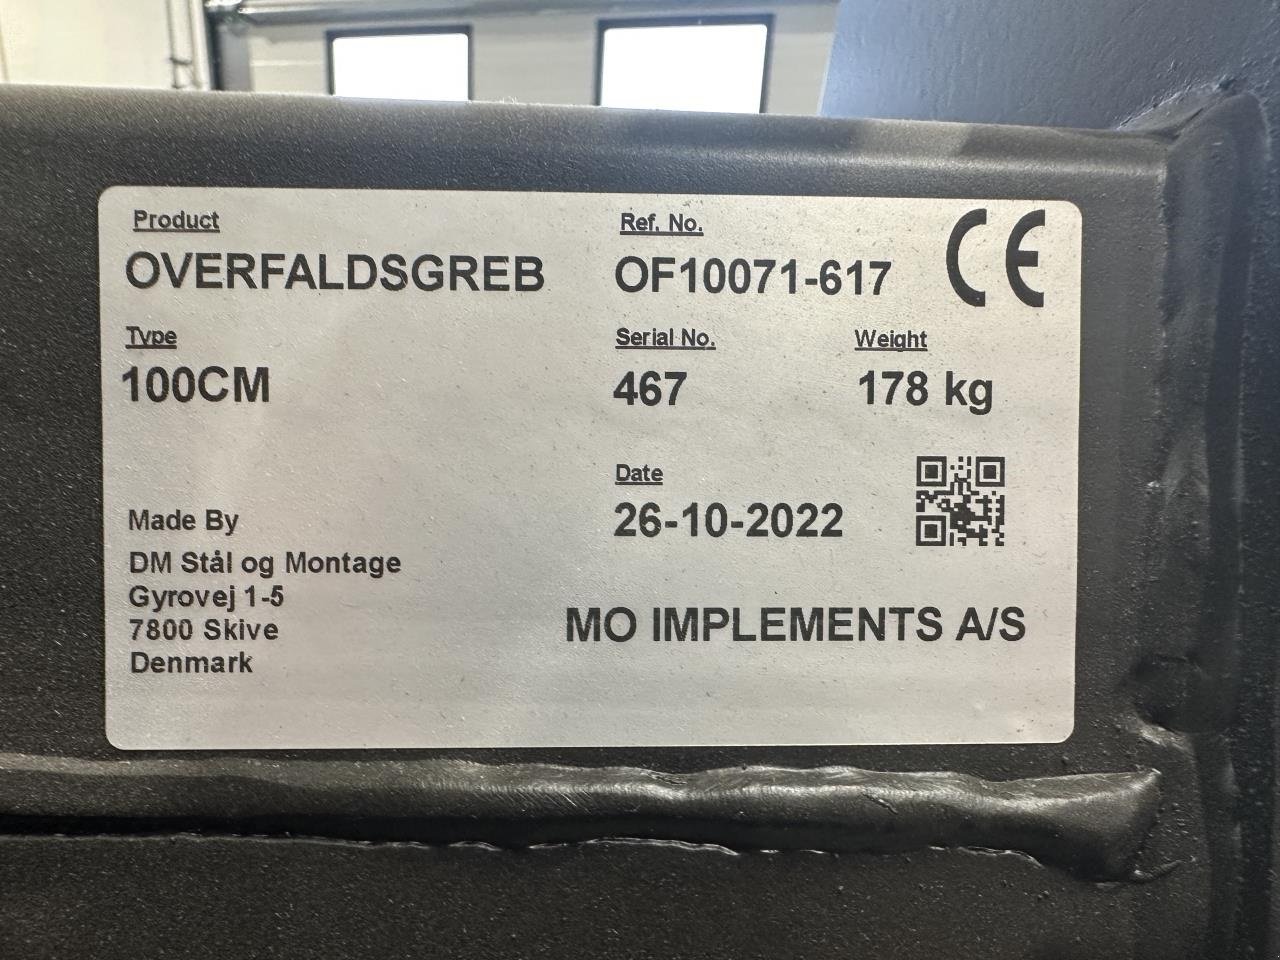 Product
OVERFALDSGREB
Ref. No.
OF10071-617
CE
Type
100CM
Serial No.
467
Weight
178 kg
Date
26-10-2022
Made By
DM Stål og Montage
Gyrovej 1-5
7800 Skive
Denmark
MO IMPLEMENTS A/S